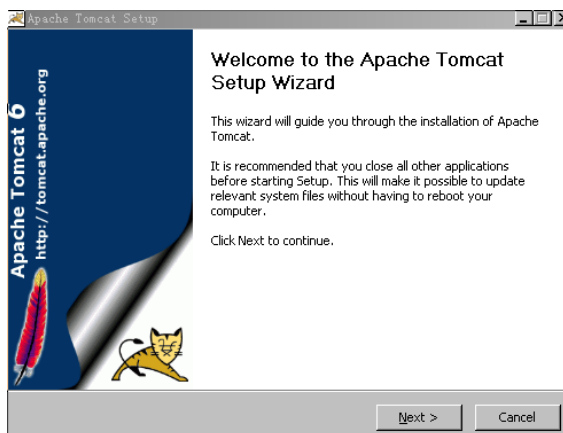 Apache Tomcat Setup
Apache Tomcat 6
http://tomcat.apache.org
Welcome to the Apache Tomcat
Setup Wizard
This wizard will guide you through the installation of Apache
Tomcat.
It is recommended that you close all other applications
before starting Setup. This will make it possible to update
relevant system files without having to reboot your
computer.
Click Next to continue.
Next >
Cancel